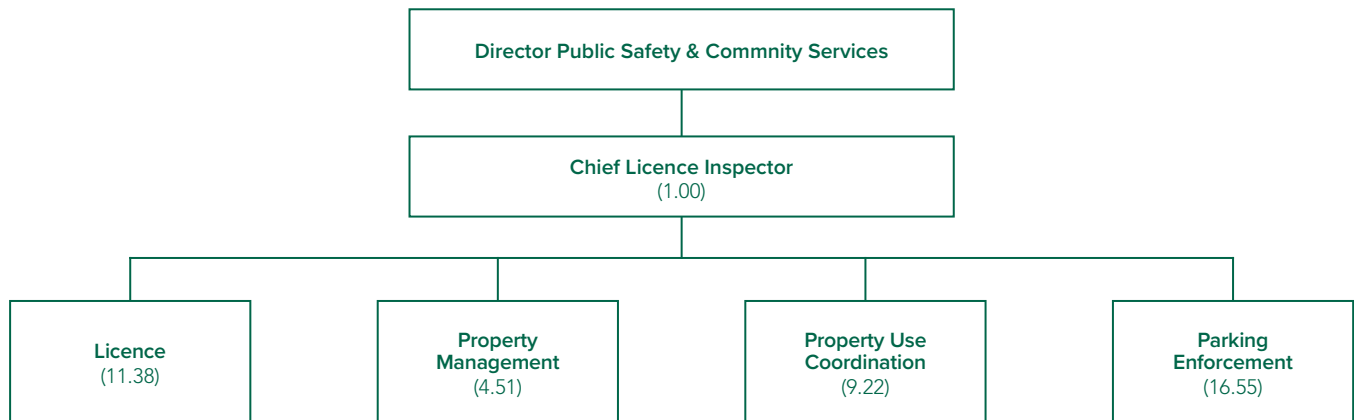 Director Public Safety & Commnity Services
Chief Licence Inspector
(1.00)
Licence
(11.38)
Property
Management
(4.51)
Property Use
Coordination
(9.22)
Parking
Enforcement
(16.55)